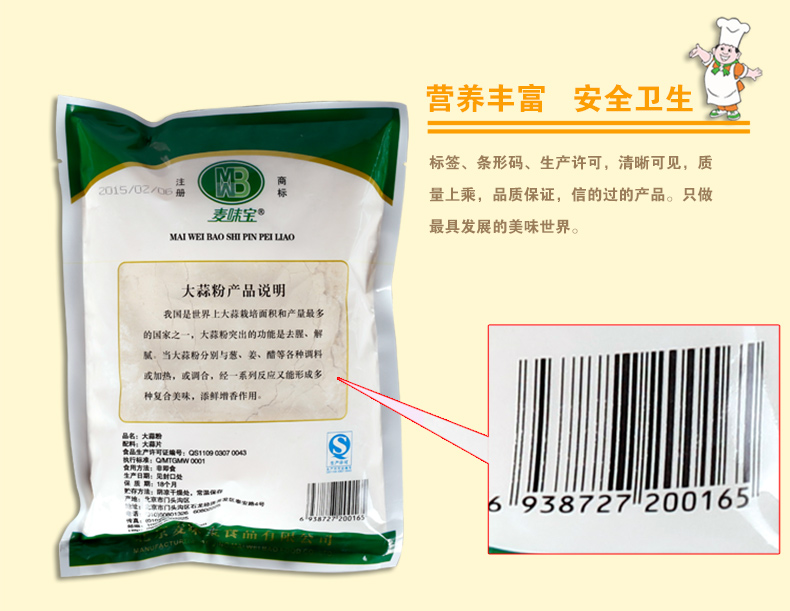 营养丰富 安全卫生
标签、条形码、生产许可，清晰可见，质
量上乘，品质保证，信的过的产品。只做
最具发展的美味世界。
2015/02/06
注册
MWB
商标
麦味宝®
MAI WEI BAO SHI PIN PEI LIAO
大蒜粉产品说明
我国是世界上大蒜栽培面积和产量最多
的国家之一，大蒜粉突出的功能是去腥、解
腻。当大蒜粉分别与葱、姜、醋等各种调料
或加热，或调合，经一系列反应又能形成多
种复合美味，添鲜增香作用。
品名：大蒜粉
配料：大蒜片
食品生产许可证编号：QS1109 0307 0043
执行标准：Q/MTGMW 0001
食用方法：非即食
生产日期：见封口处
保 质 期：18个月
贮存方法：阴凉干燥处，常温保存
产地：北京市门头沟区
北京市门头沟区石龙
4号
QS
生产许可
6 938727 200165
食品有限公司
6 938727 200165